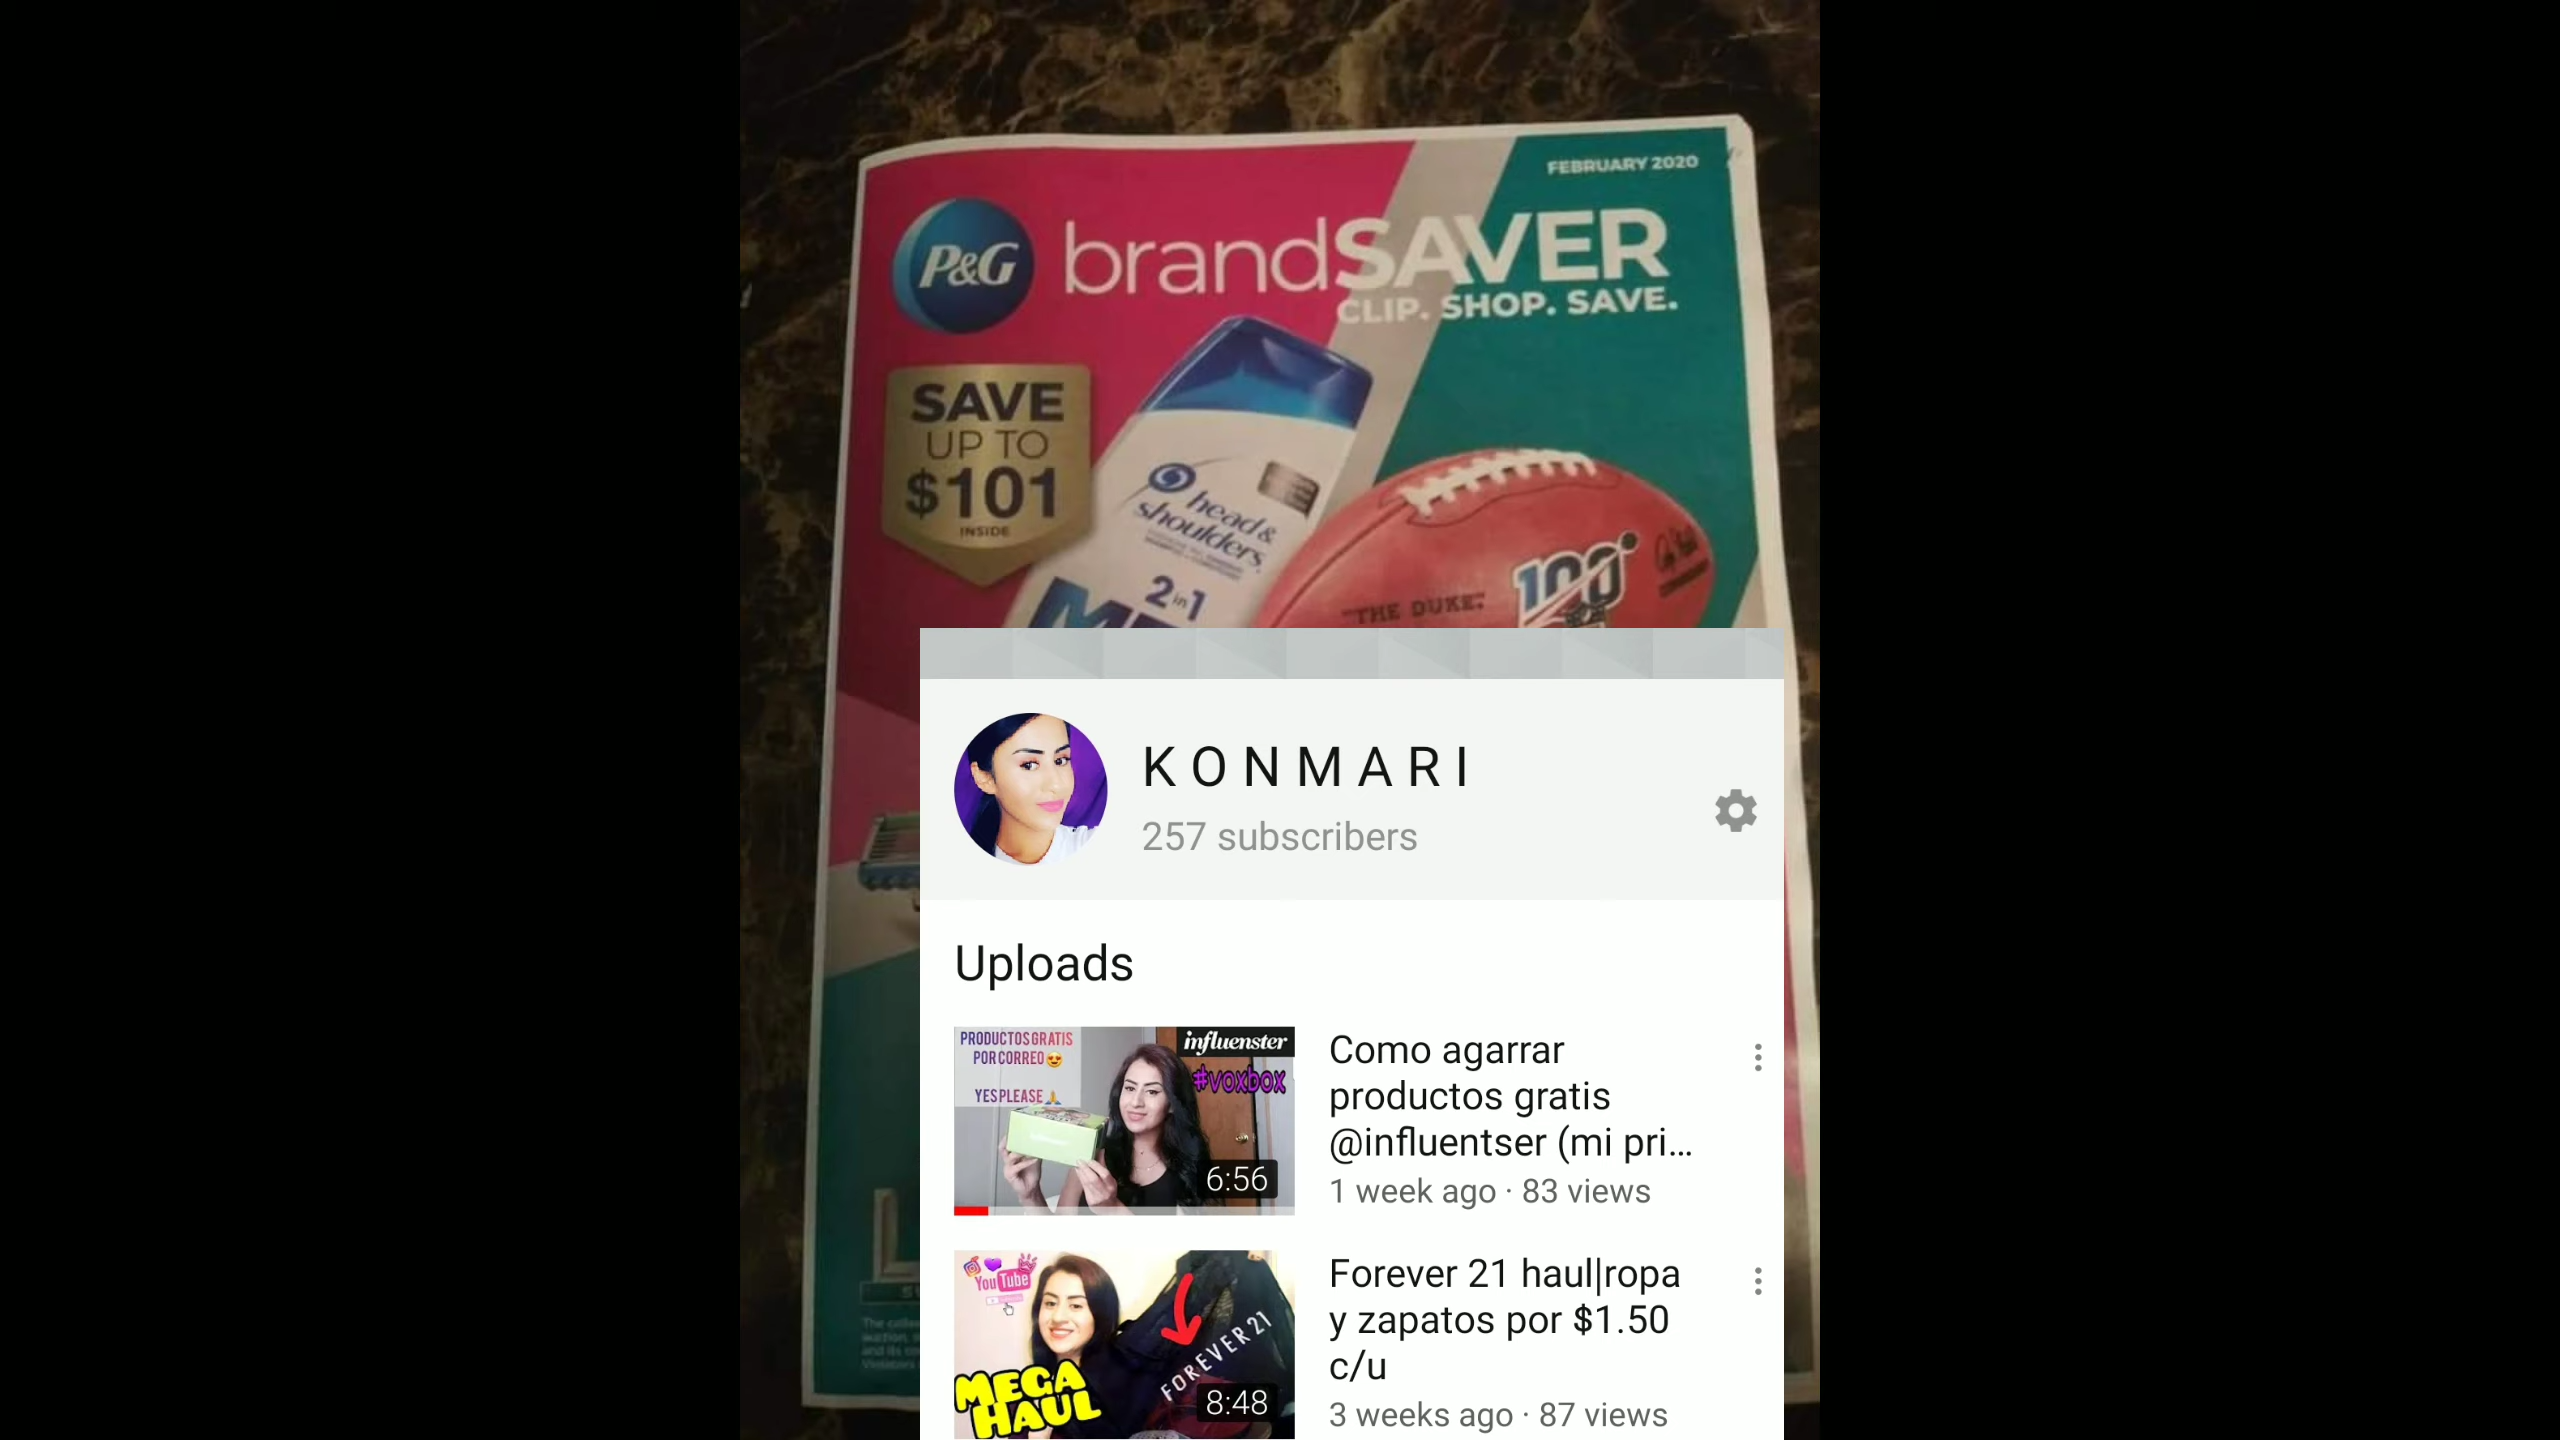 FEBRUARY 2020
P&G
brandSAVER
CLIP. SHOP. SAVE.
SAVE
UP TO
$101
INSIDE
head &
shoulders
2in1
"THE DUKE"
100
K O N M A R I
257 subscribers
Uploads
PRODUCTOS GRATIS
POR CORREO
YES PLEASE
influenster
#voxbox
6:56
Como agarrar
productos gratis
@influentser (mi pri...
1 week ago · 83 views
YouTube
FOREVER 21
MEGA
HAUL
8:48
Forever 21 haul|ropa
y zapatos por $1.50
c/u
3 weeks ago · 87 views